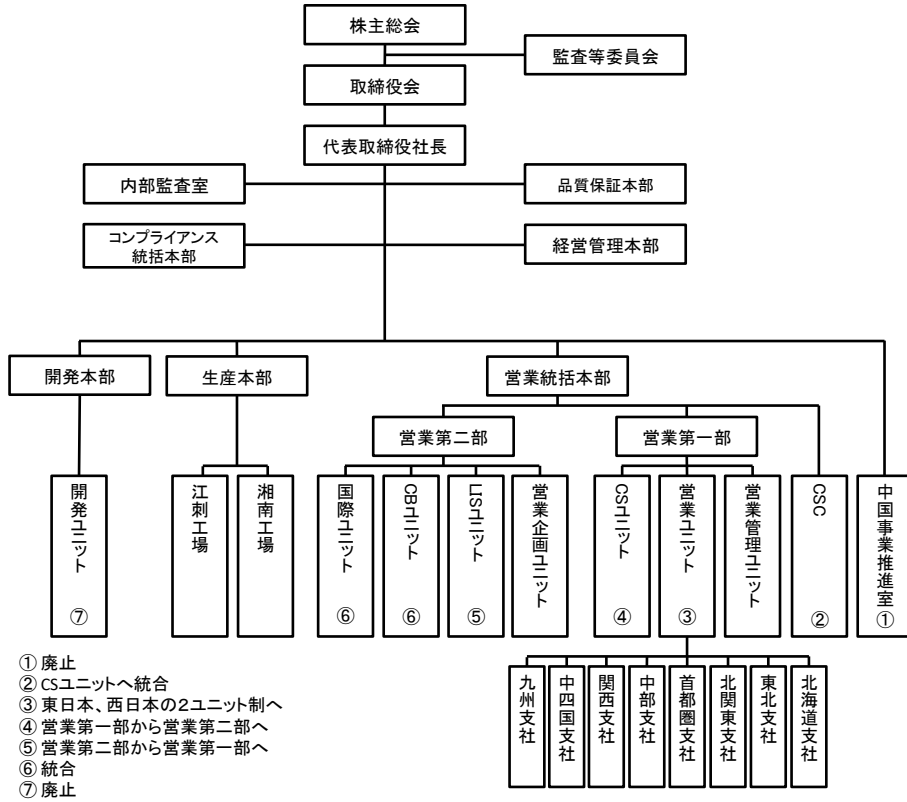 株主総会
監査等委員会
取締役会
代表取締役社長
内部監査室
品質保証本部
コンプライアンス
統括本部
経営管理本部
開発本部
生産本部
営業統括本部
営業第二部
営業第一部
開発ユニット ⑦
江刺工場
湘南工場
国際ユニット ⑥
CBユニット ⑥
LISユニット ⑤
営業企画ユニット
CSユニット ④
営業ユニット ③
営業管理ユニット
CSC ②
中国事業推進室 ①
九州支社
中四国支社
関西支社
中部支社
首都圏支社
北関東支社
東北支社
北海道支社
① 廃止
② CSユニットへ統合
③ 東日本、西日本の2ユニット制へ
④ 営業第一部から営業第二部へ
⑤ 営業第二部から営業第一部へ
⑥ 統合
⑦ 廃止